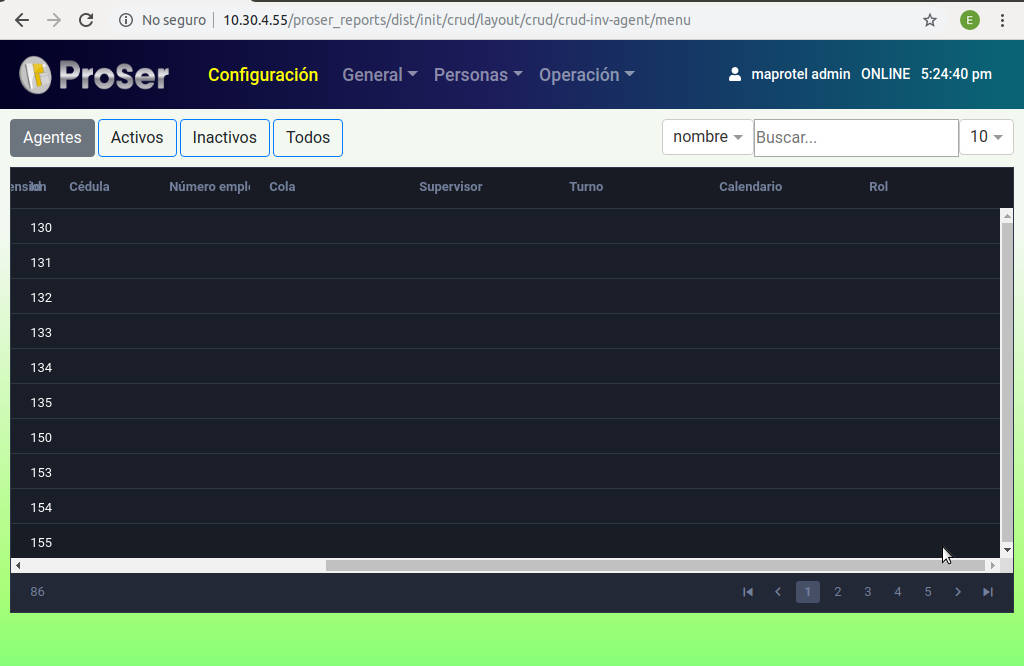 No seguro 10.30.4.55/proser_reports/dist/init/crud/layout/crud/crud-inv-agent/menu E
ProSer Configuración General Personas Operación maprotel admin ONLINE 5:24:40 pm
Agentes Activos Inactivos Todos nombre Buscar... 10
Id Cédula Número empl Cola Supervisor Turno Calendario Rol
130
131
132
133
134
135
150
153
154
155
86 1 2 3 4 5